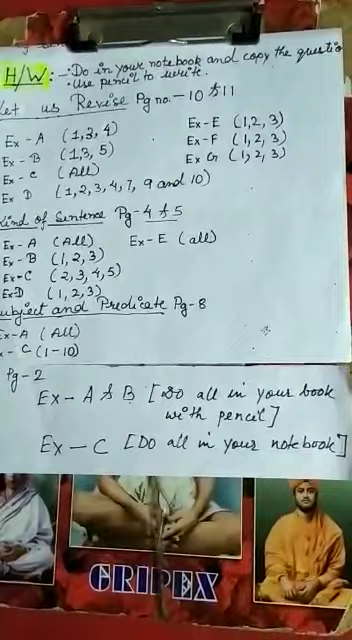 H/W: - Do in your notebook and copy the questio
• Use pencil to write.
Let us Revise Pg no. - 10 & 11
Ex - A (1,3,4)
Ex - B (1,3,5)
Ex - C (All)
Ex D (1,2,3,4,7,9 and 10)
Ex - E (1,2,3)
Ex - F (1,2,3)
Ex G (1,2,3)
kind of Sentence Pg - 4 & 5
Ex - A (All)
Ex - B (1,2,3)
Ex - C (2,3,4,5)
Ex D (1,2,3)
Ex - E (all)
ubject and Predicate Pg - 8
Ex - A (All)
x - C (1-10)
Pg - 2
Ex - A & B [Do all in your book
with pencil]
Ex - C [Do all in your notebook]
GRIPEX